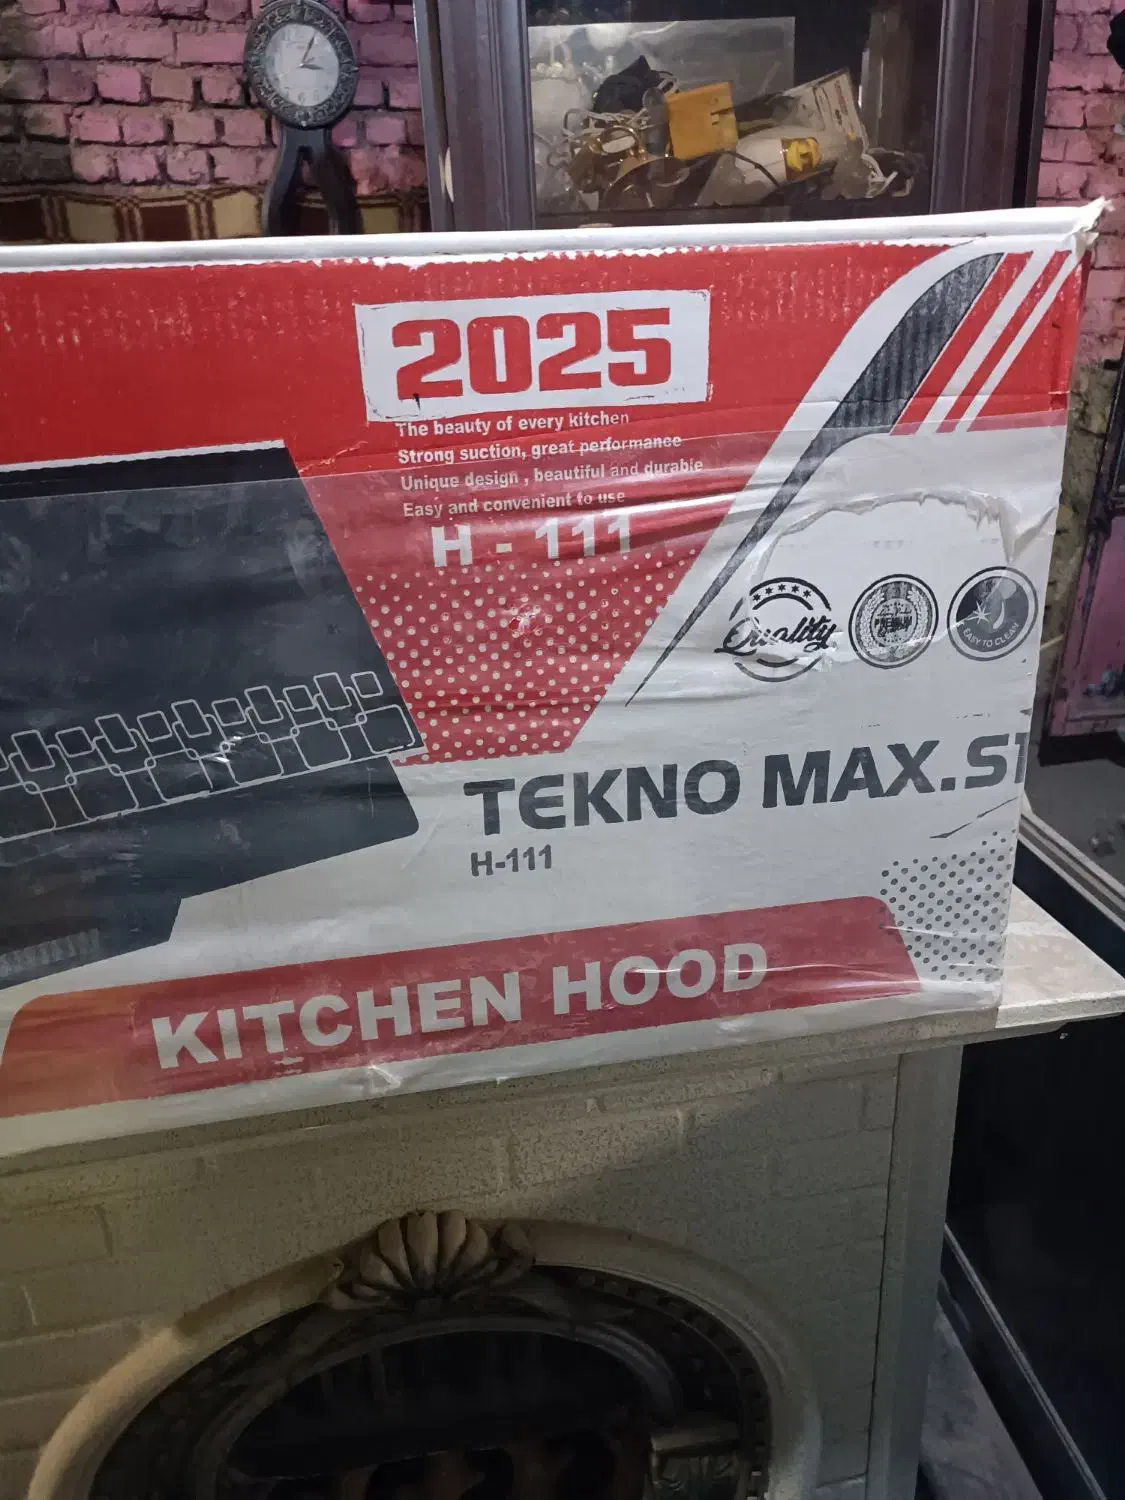 2025
The beauty of every kitchen
Strong suction, great performance
Unique design , beautiful and durable
Easy and convenient to use
H - 111
Quality
PREMIUM
EASY TO CLEAN
TEKNO MAX.ST
H-111
KITCHEN HOOD